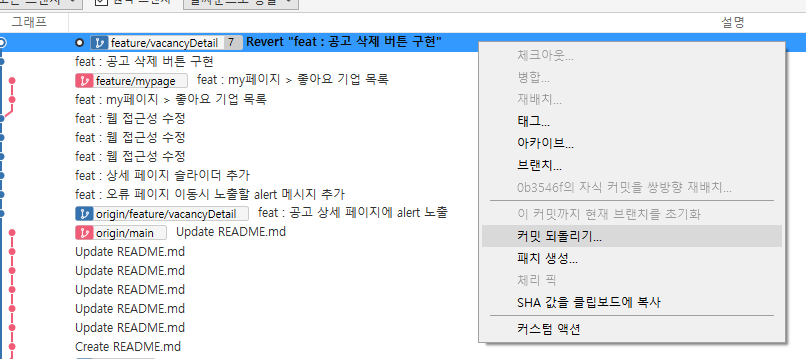 그래프
설명
feature/vacancyDetail 7 Revert "feat : 공고 삭제 버튼 구현"
feat : 공고 삭제 버튼 구현
feature/mypage feat : my페이지 > 좋아요 기업 목록
feat : my페이지 > 좋아요 기업 목록
feat : 웹 접근성 수정
feat : 웹 접근성 수정
feat : 웹 접근성 수정
feat : 상세 페이지 슬라이더 추가
feat : 오류 페이지 이동시 노출할 alert 메시지 추가
origin/feature/vacancyDetail feat : 공고 상세 페이지에 alert 노출
origin/main Update README.md
Update README.md
Update README.md
Update README.md
Update README.md
Update README.md
Create README.md
체크아웃...
병합...
재배치...
태그...
아카이브...
브랜치...
0b3546f의 자식 커밋을 쌍방향 재배치...
이 커밋까지 현재 브랜치를 초기화
커밋 되돌리기...
패치 생성...
체리 픽
SHA 값을 클립보드에 복사
커스텀 액션